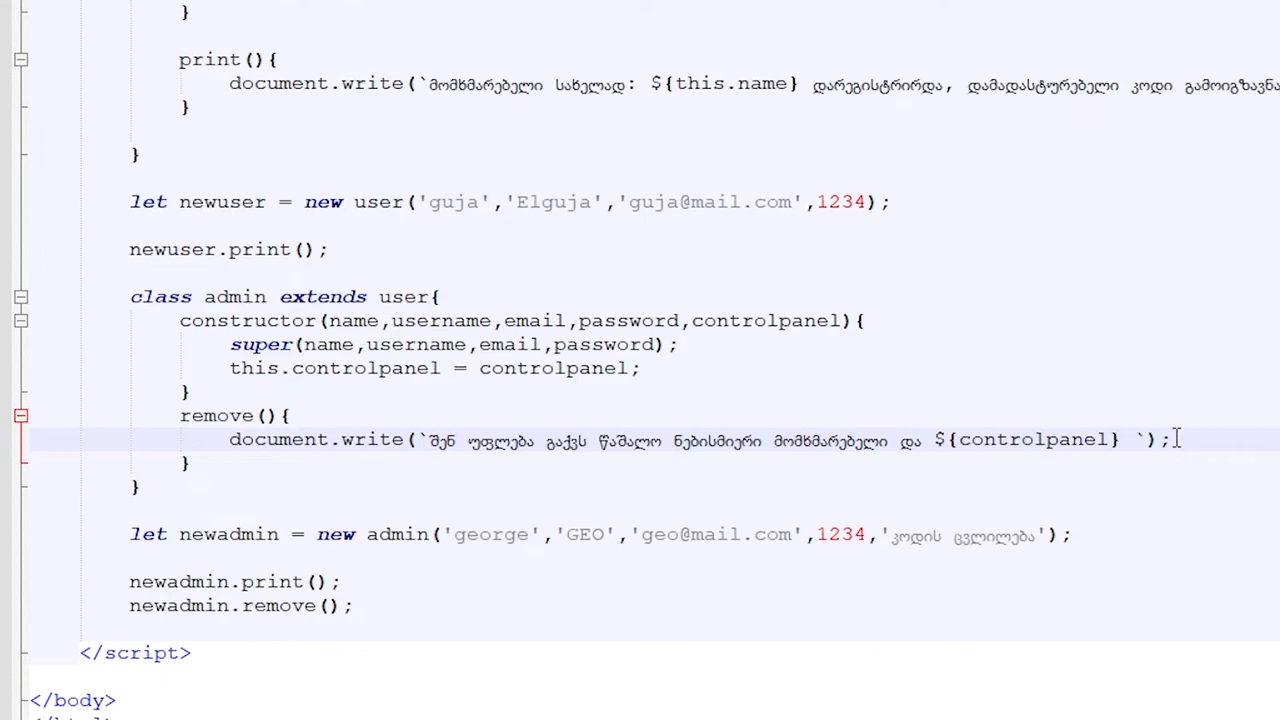 }
print(){
document.write(`მომხმარებელი სახელად: ${this.name} დარეგისტრირდა, დამადასტურებელი კოდი გამოიგზავნა
}
}
let newuser = new user('guja','Elguja','guja@mail.com',1234);
newuser.print();
class admin extends user{
constructor(name,username,email,password,controlpanel){
super(name,username,email,password);
this.controlpanel = controlpanel;
}
remove(){
document.write(`შენ უფლება გაქვს წაშალო ნებისმიერი მომხმარებელი და ${controlpanel} `);
}
}
let newadmin = new admin('george','GEO','geo@mail.com',1234,'კოდის ცვლილება');
newadmin.print();
newadmin.remove();
</script>
</body>